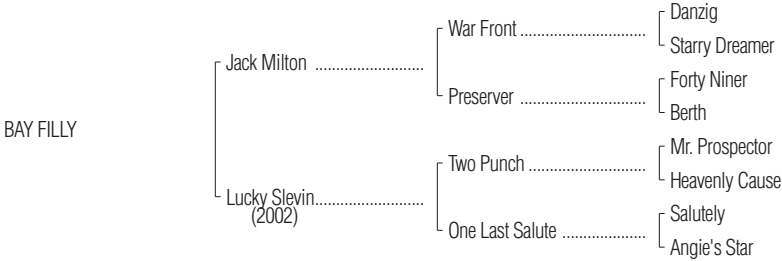 Danzig
War Front ..............................
Starry Dreamer
Jack Milton ..........................
Forty Niner
Preserver ..............................
Berth
BAY FILLY
Mr. Prospector
Two Punch ............................
Heavenly Cause
Lucky Slevin..........................
(2002)
Salutely
One Last Salute ....................
Angie's Star